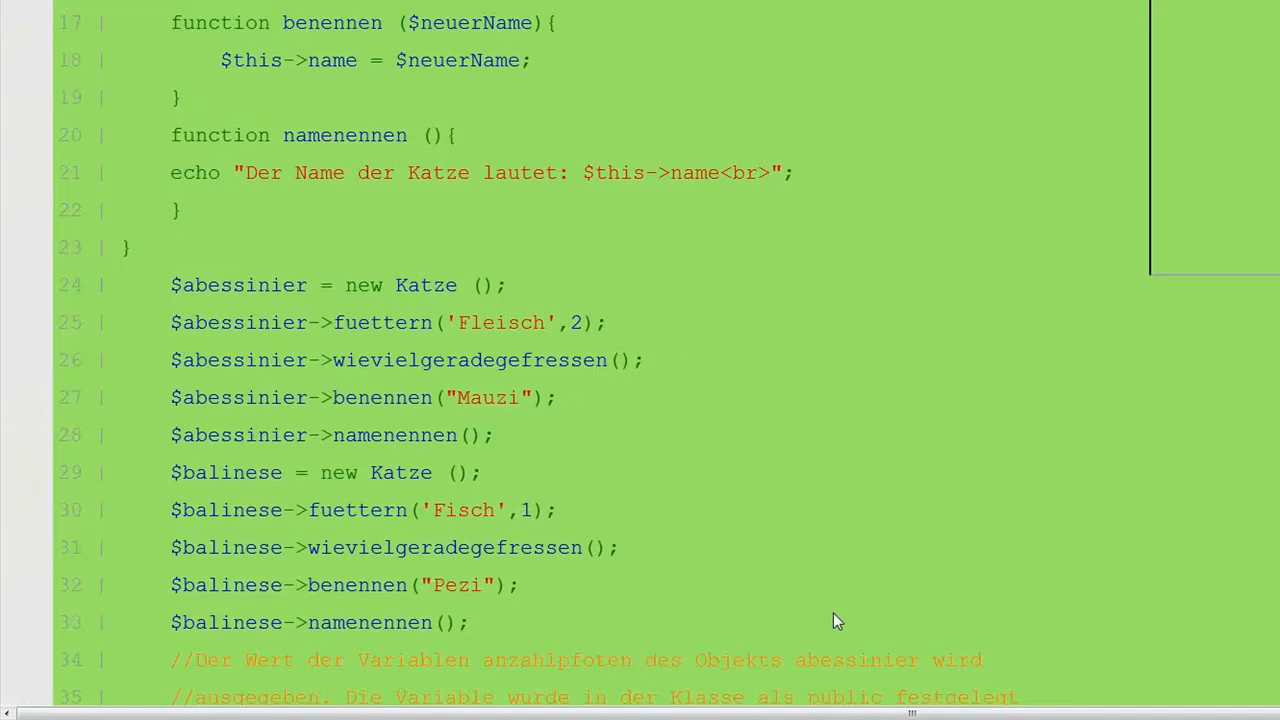 17 |     function benennen ($neuerName){
18 |         $this->name = $neuerName;
19 |     }
20 |     function namenennen (){
21 |     echo "Der Name der Katze lautet: $this->name<br>";
22 |     }
23 | }
24 |     $abessinier = new Katze ();
25 |     $abessinier->fuettern('Fleisch',2);
26 |     $abessinier->wievielgeradegefressen();
27 |     $abessinier->benennen("Mauzi");
28 |     $abessinier->namenennen();
29 |     $balinese = new Katze ();
30 |     $balinese->fuettern('Fisch',1);
31 |     $balinese->wievielgeradegefressen();
32 |     $balinese->benennen("Pezi");
33 |     $balinese->namenennen();
34 |     //Der Wert der Variablen anzahlpfoten des Objekts abessinier wird
35 |     //ausgegeben. Die Variable wurde in der Klasse als public festgelegt